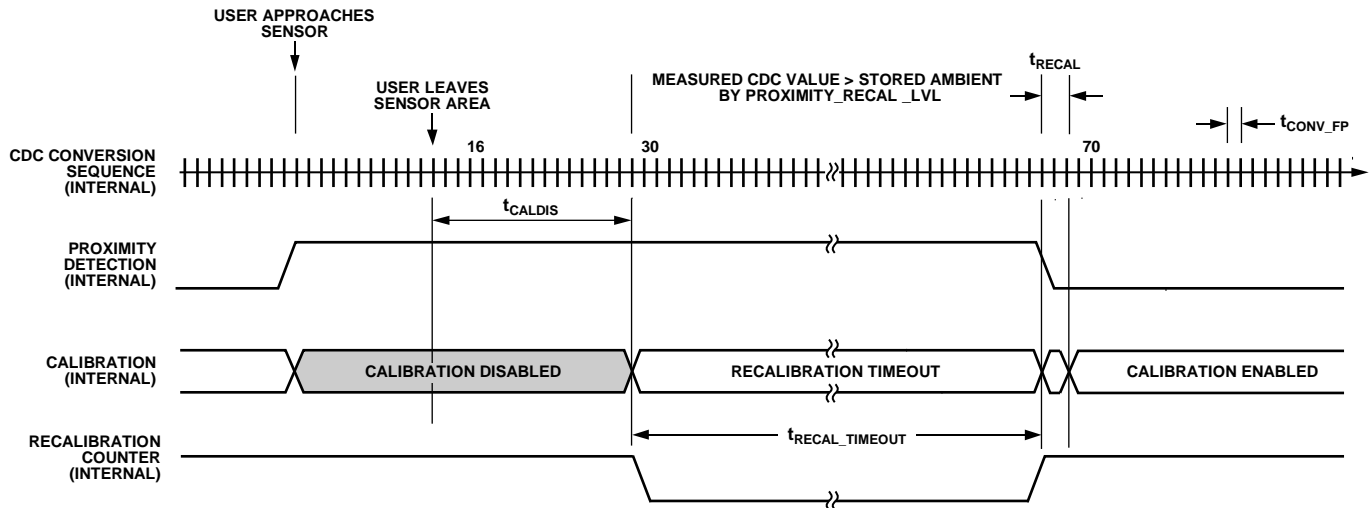 USER APPROACHES
SENSOR
USER LEAVES
SENSOR AREA
MEASURED CDC VALUE > STORED AMBIENT
BY PROXIMITY_RECAL _LVL
tRECAL
tCONV_FP
CDC CONVERSION
SEQUENCE
(INTERNAL)
16
30
70
tCALDIS
PROXIMITY
DETECTION
(INTERNAL)
CALIBRATION
(INTERNAL)
CALIBRATION DISABLED
RECALIBRATION TIMEOUT
CALIBRATION ENABLED
RECALIBRATION
COUNTER
(INTERNAL)
tRECAL_TIMEOUT